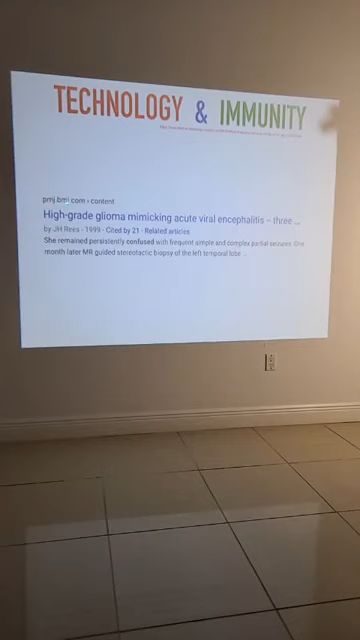 TECHNOLOGY & IMMUNITY
pmj.bmj.com › content
High-grade glioma mimicking acute viral encephalitis – three ...
by JH Rees · 1999 · Cited by 21 · Related articles
She remained persistently confused with frequent simple and complex partial seizures. One
month later MR guided stereotactic biopsy of the left temporal lobe ...